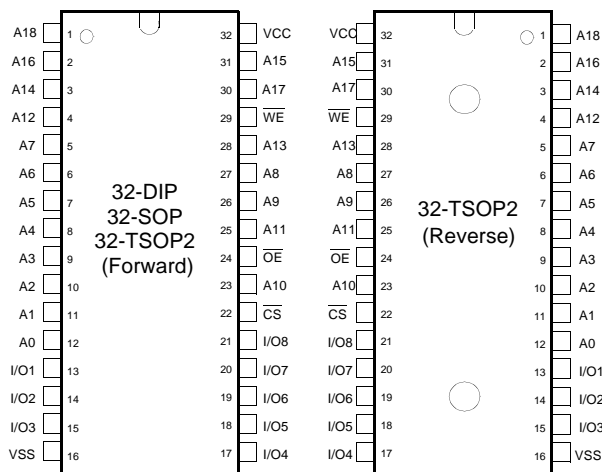 A18 1 32 VCC VCC 32 1 A18
A16 2 31 A15 A15 31 2 A16
A14 3 30 A17 A17 30 3 A14
A12 4 29 WE WE 29 4 A12
A7 5 28 A13 A13 28 5 A7
A6 6 27 A8 A8 27 6 A6
A5 7 26 A9 A9 26 7 A5
A4 8 25 A11 A11 25 8 A4
A3 9 24 OE OE 24 9 A3
A2 10 23 A10 A10 23 10 A2
A1 11 22 CS CS 22 11 A1
A0 12 21 I/O8 I/O8 21 12 A0
I/O1 13 20 I/O7 I/O7 20 13 I/O1
I/O2 14 19 I/O6 I/O6 19 14 I/O2
I/O3 15 18 I/O5 I/O5 18 15 I/O3
VSS 16 17 I/O4 I/O4 17 16 VSS
32-DIP
32-SOP
32-TSOP2
(Forward)
32-TSOP2
(Reverse)